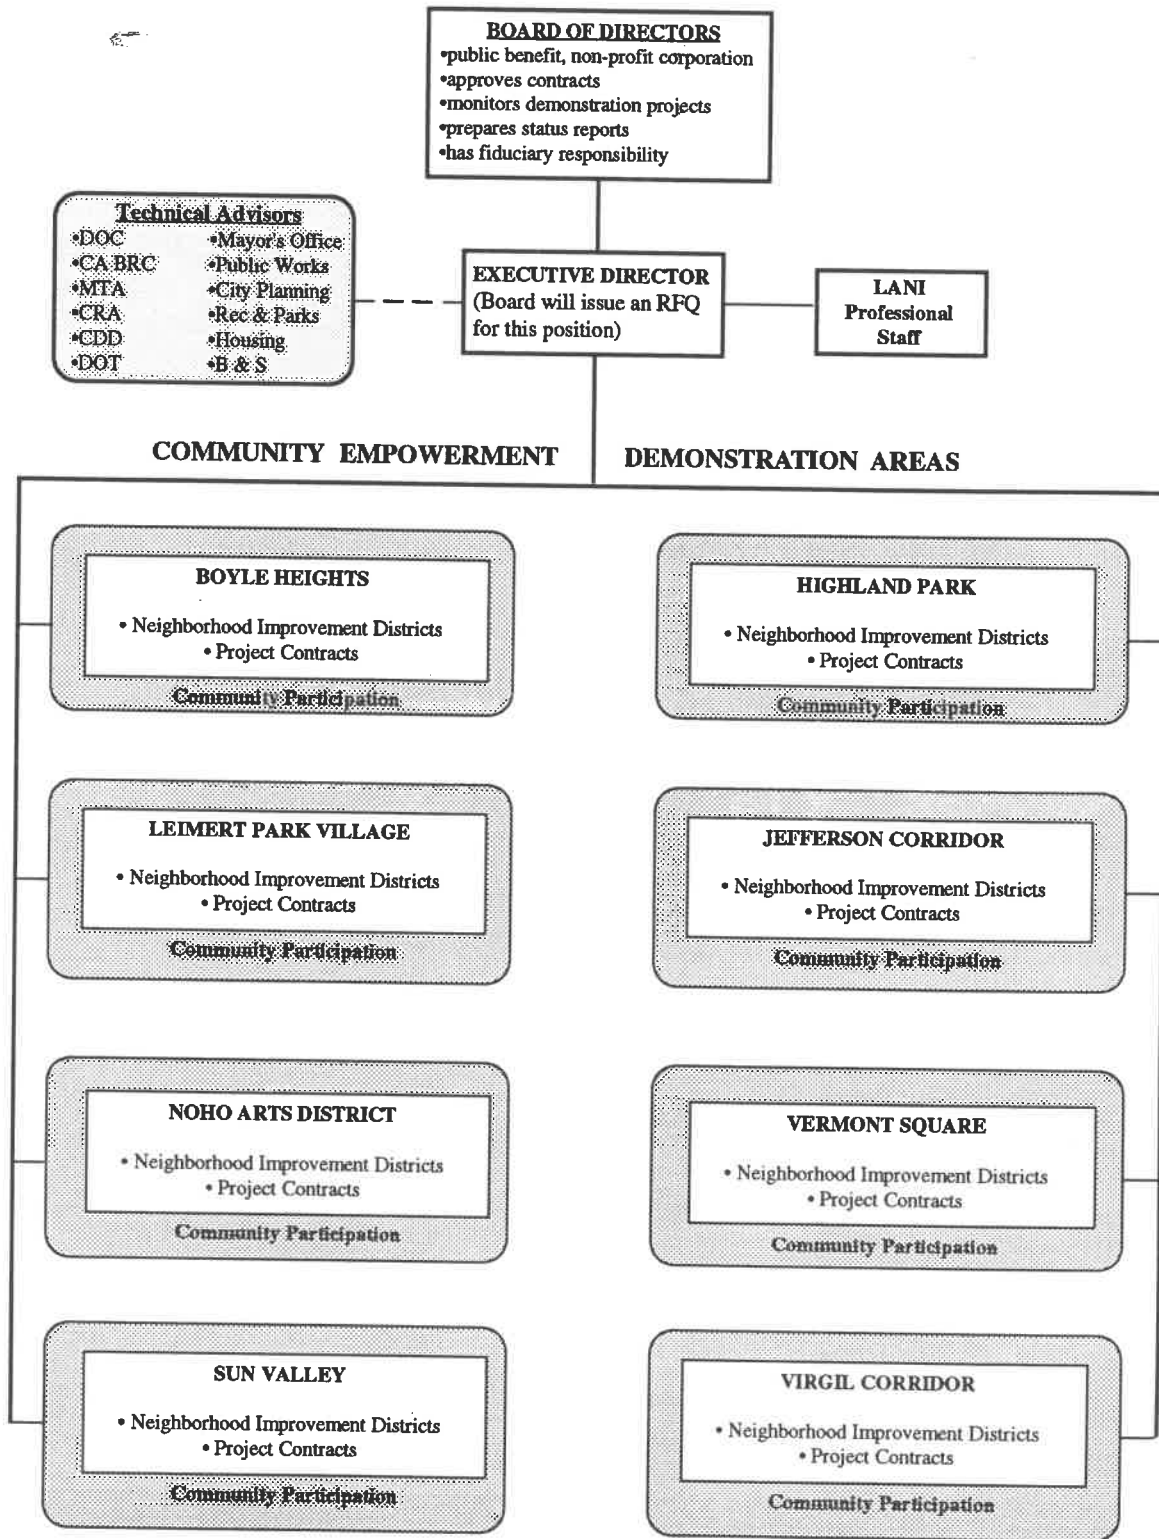 BOARD OF DIRECTORS
•public benefit, non-profit corporation
•approves contracts
•monitors demonstration projects
•prepares status reports
•has fiduciary responsibility
Technical Advisors
•DOC
•CA BRC
•MTA
•CRA
•CDD
•DOT
•Mayor's Office
•Public Works
•City Planning
•Rec & Parks
•Housing
•B & S
EXECUTIVE DIRECTOR
(Board will issue an RFQ
for this position)
LANI
Professional
Staff
COMMUNITY EMPOWERMENT DEMONSTRATION AREAS
BOYLE HEIGHTS
• Neighborhood Improvement Districts
• Project Contracts
Community Participation
HIGHLAND PARK
• Neighborhood Improvement Districts
• Project Contracts
Community Participation
LEIMERT PARK VILLAGE
• Neighborhood Improvement Districts
• Project Contracts
Community Participation
JEFFERSON CORRIDOR
• Neighborhood Improvement Districts
• Project Contracts
Community Participation
NOHO ARTS DISTRICT
• Neighborhood Improvement Districts
• Project Contracts
Community Participation
VERMONT SQUARE
• Neighborhood Improvement Districts
• Project Contracts
Community Participation
SUN VALLEY
• Neighborhood Improvement Districts
• Project Contracts
Community Participation
VIRGIL CORRIDOR
• Neighborhood Improvement Districts
• Project Contracts
Community Participation